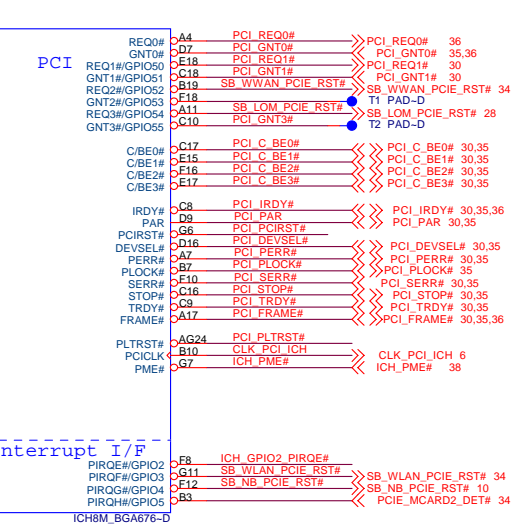 PCI
REQ0# A4 PCI_REQ0# PCI_REQ0# 36
GNT0# D7 PCI_GNT0# PCI_GNT0# 35,36
REQ1#/GPIO50 E18 PCI_REQ1# PCI_REQ1# 30
GNT1#/GPIO51 C18 PCI_GNT1# PCI_GNT1# 30
REQ2#/GPIO52 B19 SB_WWAN_PCIE_RST# SB_WWAN_PCIE_RST# 34
GNT2#/GPIO53 F18 T1 PAD~D
REQ3#/GPIO54 A11 SB_LOM_PCIE_RST# SB_LOM_PCIE_RST# 28
GNT3#/GPIO55 C10 PCI_GNT3# T2 PAD~D
C/BE0# C17 PCI_C_BE0# PCI_C_BE0# 30,35
C/BE1# E15 PCI_C_BE1# PCI_C_BE1# 30,35
C/BE2# F16 PCI_C_BE2# PCI_C_BE2# 30,35
C/BE3# E17 PCI_C_BE3# PCI_C_BE3# 30,35
IRDY# C8 PCI_IRDY# PCI_IRDY# 30,35,36
PAR D9 PCI_PAR PCI_PAR 30,35
PCIRST# G6 PCI_PCIRST#
DEVSEL# D16 PCI_DEVSEL# PCI_DEVSEL# 30,35
PERR# A7 PCI_PERR# PCI_PERR# 30,35
PLOCK# B7 PCI_PLOCK# PCI_PLOCK# 35
SERR# F10 PCI_SERR# PCI_SERR# 30,35
STOP# C16 PCI_STOP# PCI_STOP# 30,35
TRDY# C9 PCI_TRDY# PCI_TRDY# 30,35
FRAME# A17 PCI_FRAME# PCI_FRAME# 30,35,36
PLTRST# AG24 PCI_PLTRST#
PCICLK B10 CLK_PCI_ICH CLK_PCI_ICH 6
PME# G7 ICH_PME# ICH_PME# 38
nterrupt I/F
PIRQE#/GPIO2 F8 ICH_GPIO2_PIRQE#
PIRQF#/GPIO3 G11 SB_WLAN_PCIE_RST# SB_WLAN_PCIE_RST# 34
PIRQG#/GPIO4 F12 SB_NB_PCIE_RST# SB_NB_PCIE_RST# 10
PIRQH#/GPIO5 B3 PCIE_MCARD2_DET# 34
ICH8M_BGA676~D